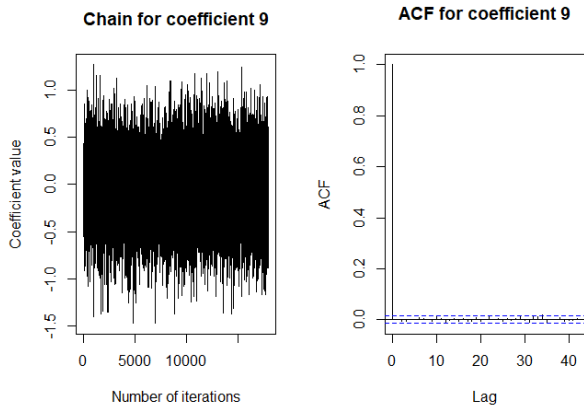 Chain for coefficient 9
Coefficient value
1.0
0.5
0.0
-0.5
-1.0
-1.5
0 5000 10000
Number of iterations
ACF for coefficient 9
ACF
1.0
0.8
0.6
0.4
0.2
0.0
0 10 20 30 40
Lag